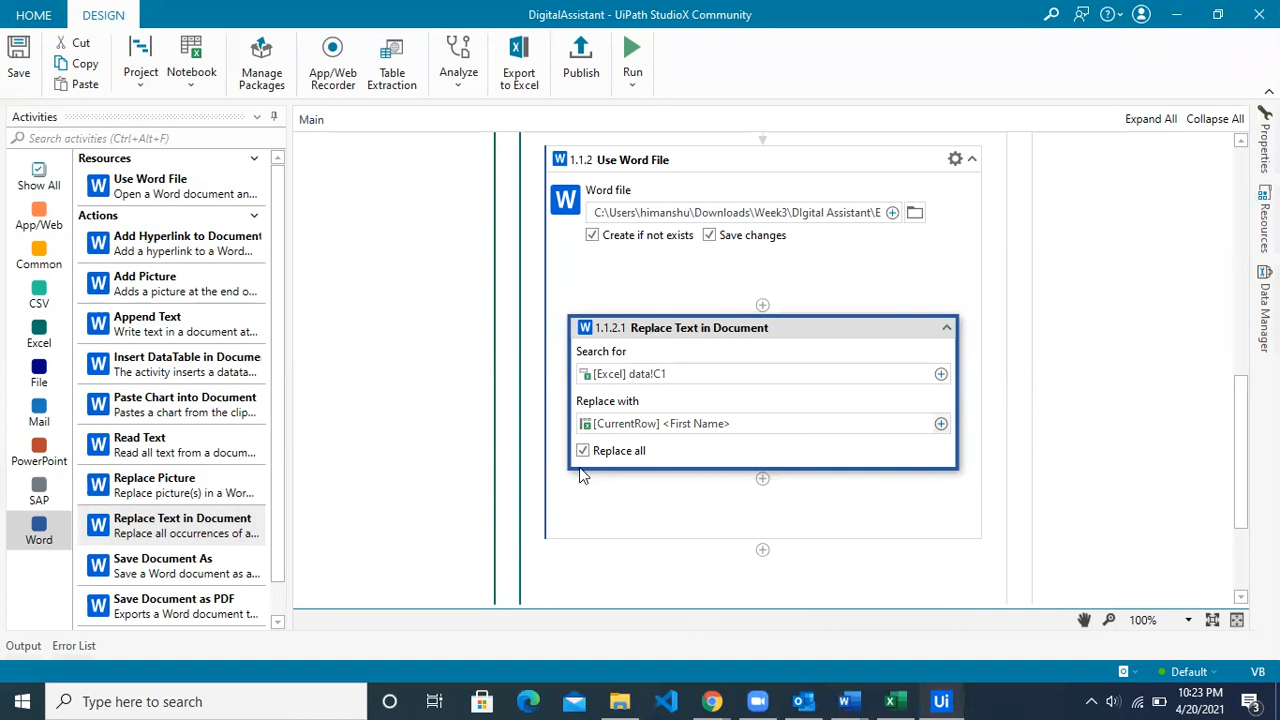 HOME
DESIGN
DigitalAssistant - UiPath StudioX Community
Save
Cut
Copy
Paste
Project
Notebook
Manage
Packages
App/Web
Recorder
Table
Extraction
Analyze
Export
to Excel
Publish
Run
Activities
Search activities (Ctrl+Alt+F)
Show All
App/Web
Common
CSV
Excel
File
Mail
PowerPoint
SAP
Word
Resources
Use Word File
Open a Word document an...
Actions
Add Hyperlink to Document
Add a hyperlink to a Word...
Add Picture
Adds a picture at the end o...
Append Text
Write text in a document at...
Insert DataTable in Docume
The activity inserts a datata...
Paste Chart into Document
Pastes a chart from the clip...
Read Text
Read all text from a docum...
Replace Picture
Replace picture(s) in a Wor...
Replace Text in Document
Replace all occurrences of a...
Save Document As
Save a Word document as a...
Save Document as PDF
Exports a Word document t...
Main
Expand All
Collapse All
W 1.1.2 Use Word File
W
Word file
C:\Users\himanshu\Downloads\Week3\DIgital Assistant\E
Create if not exists
Save changes
W 1.1.2.1 Replace Text in Document
Search for
[Excel] data!C1
Replace with
[CurrentRow] <First Name>
Replace all
Properties
Resources
Data Manager
100%
Output
Error List
Default
VB
Type here to search
Ui
10:23 PM
4/20/2021
3